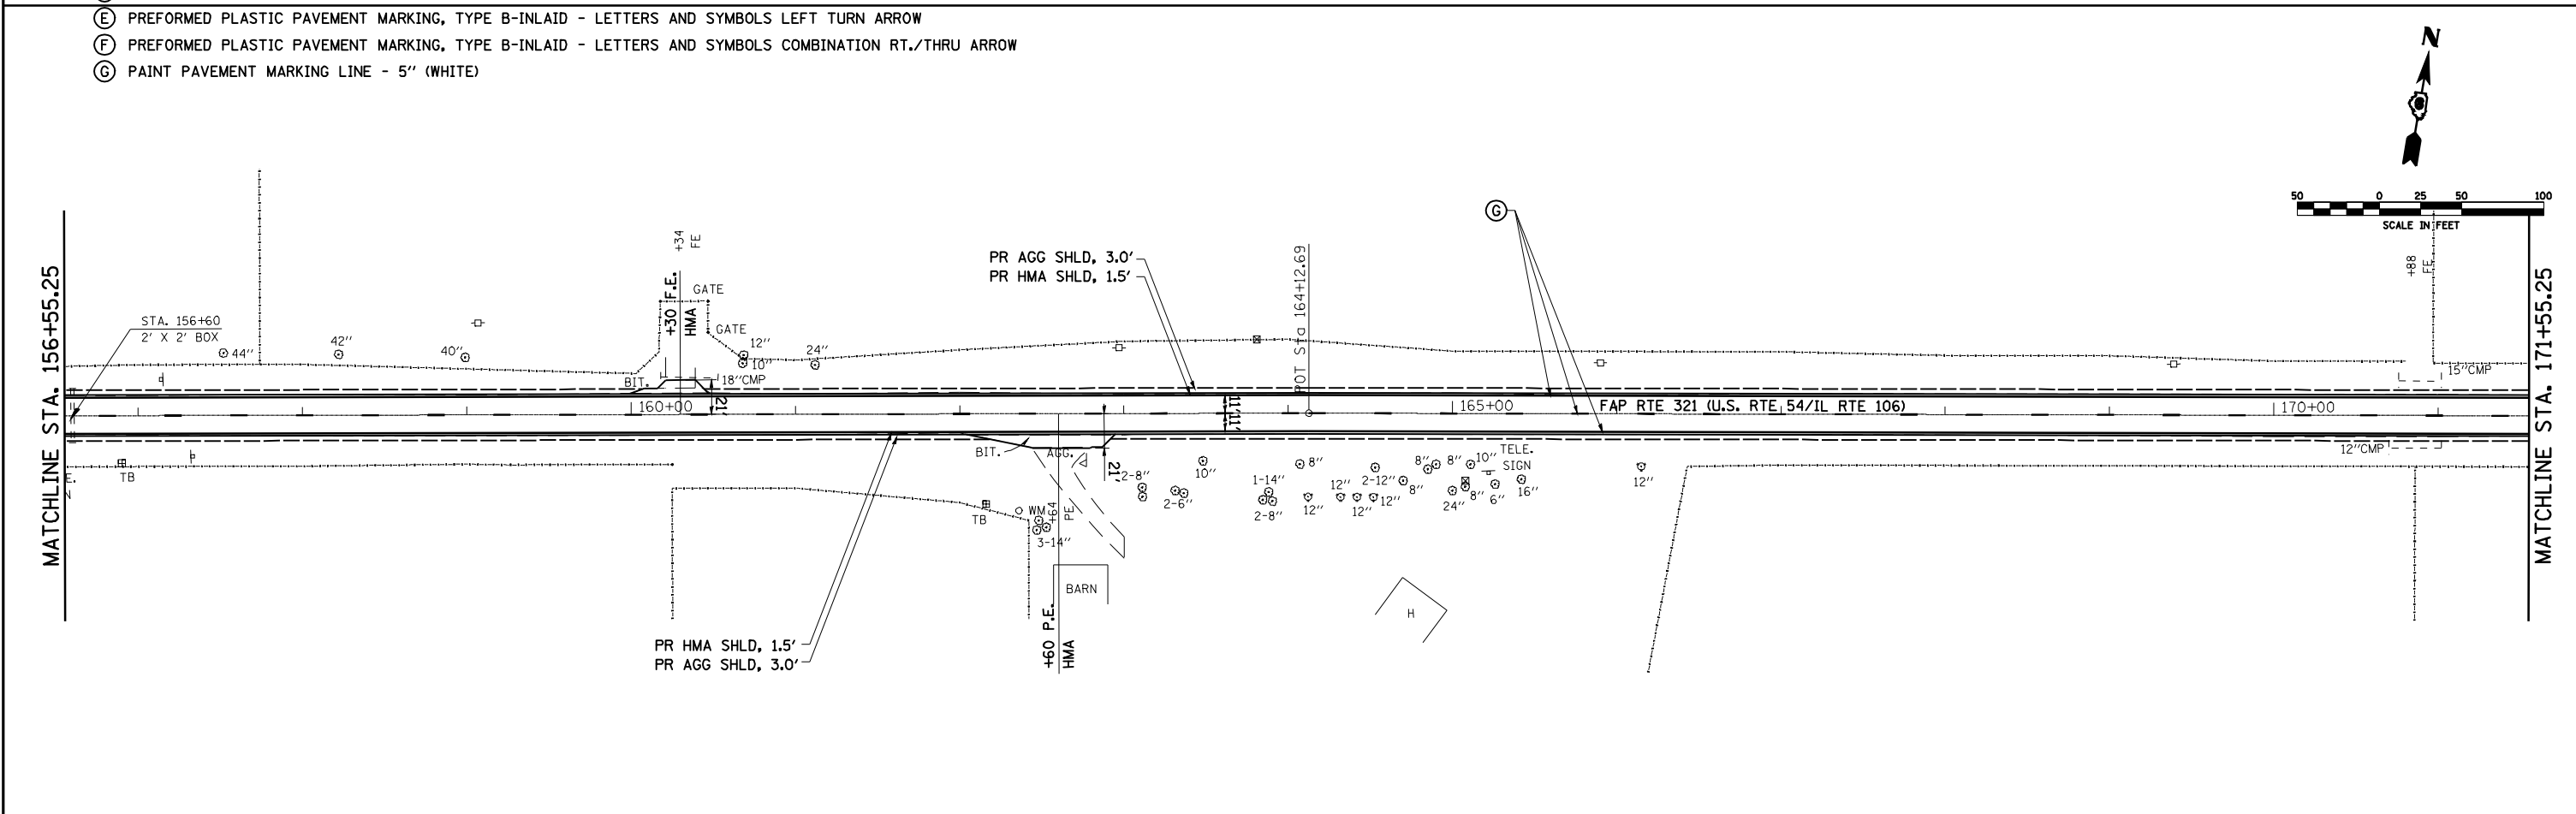 Ⓔ PREFORMED PLASTIC PAVEMENT MARKING, TYPE B-INLAID - LETTERS AND SYMBOLS LEFT TURN ARROW
Ⓕ PREFORMED PLASTIC PAVEMENT MARKING, TYPE B-INLAID - LETTERS AND SYMBOLS COMBINATION RT./THRU ARROW
Ⓖ PAINT PAVEMENT MARKING LINE - 5" (WHITE)
N
50 0 25 50 100
SCALE IN FEET
MATCHLINE STA. 156+55.25
STA. 156+60
2' X 2' BOX
44"
42"
40"
+34
FE
+30 F.E.
HMA
GATE
GATE
12"
10"
24"
BIT.
18"CMP
21'
PR AGG SHLD, 3.0'
PR HMA SHLD, 1.5'
POT Sta 164+12.69
G
+88
FE
15"CMP
MATCHLINE STA. 171+55.25
160+00
11'
11'
165+00
FAP RTE 321 (U.S. RTE 54/IL RTE 106)
170+00
E.
N
TB
BIT.
AGG.
21'
2-8"
2-6"
10"
1-14"
2-8"
8"
12"
12"
12"
2-12"
12"
8"
8"
8"
10"
TELE.
SIGN
24"
8"
6"
16"
12"
12"CMP
TB
WM
+64
PE
3-14"
BARN
H
+60 P.E.
HMA
PR HMA SHLD, 1.5'
PR AGG SHLD, 3.0'